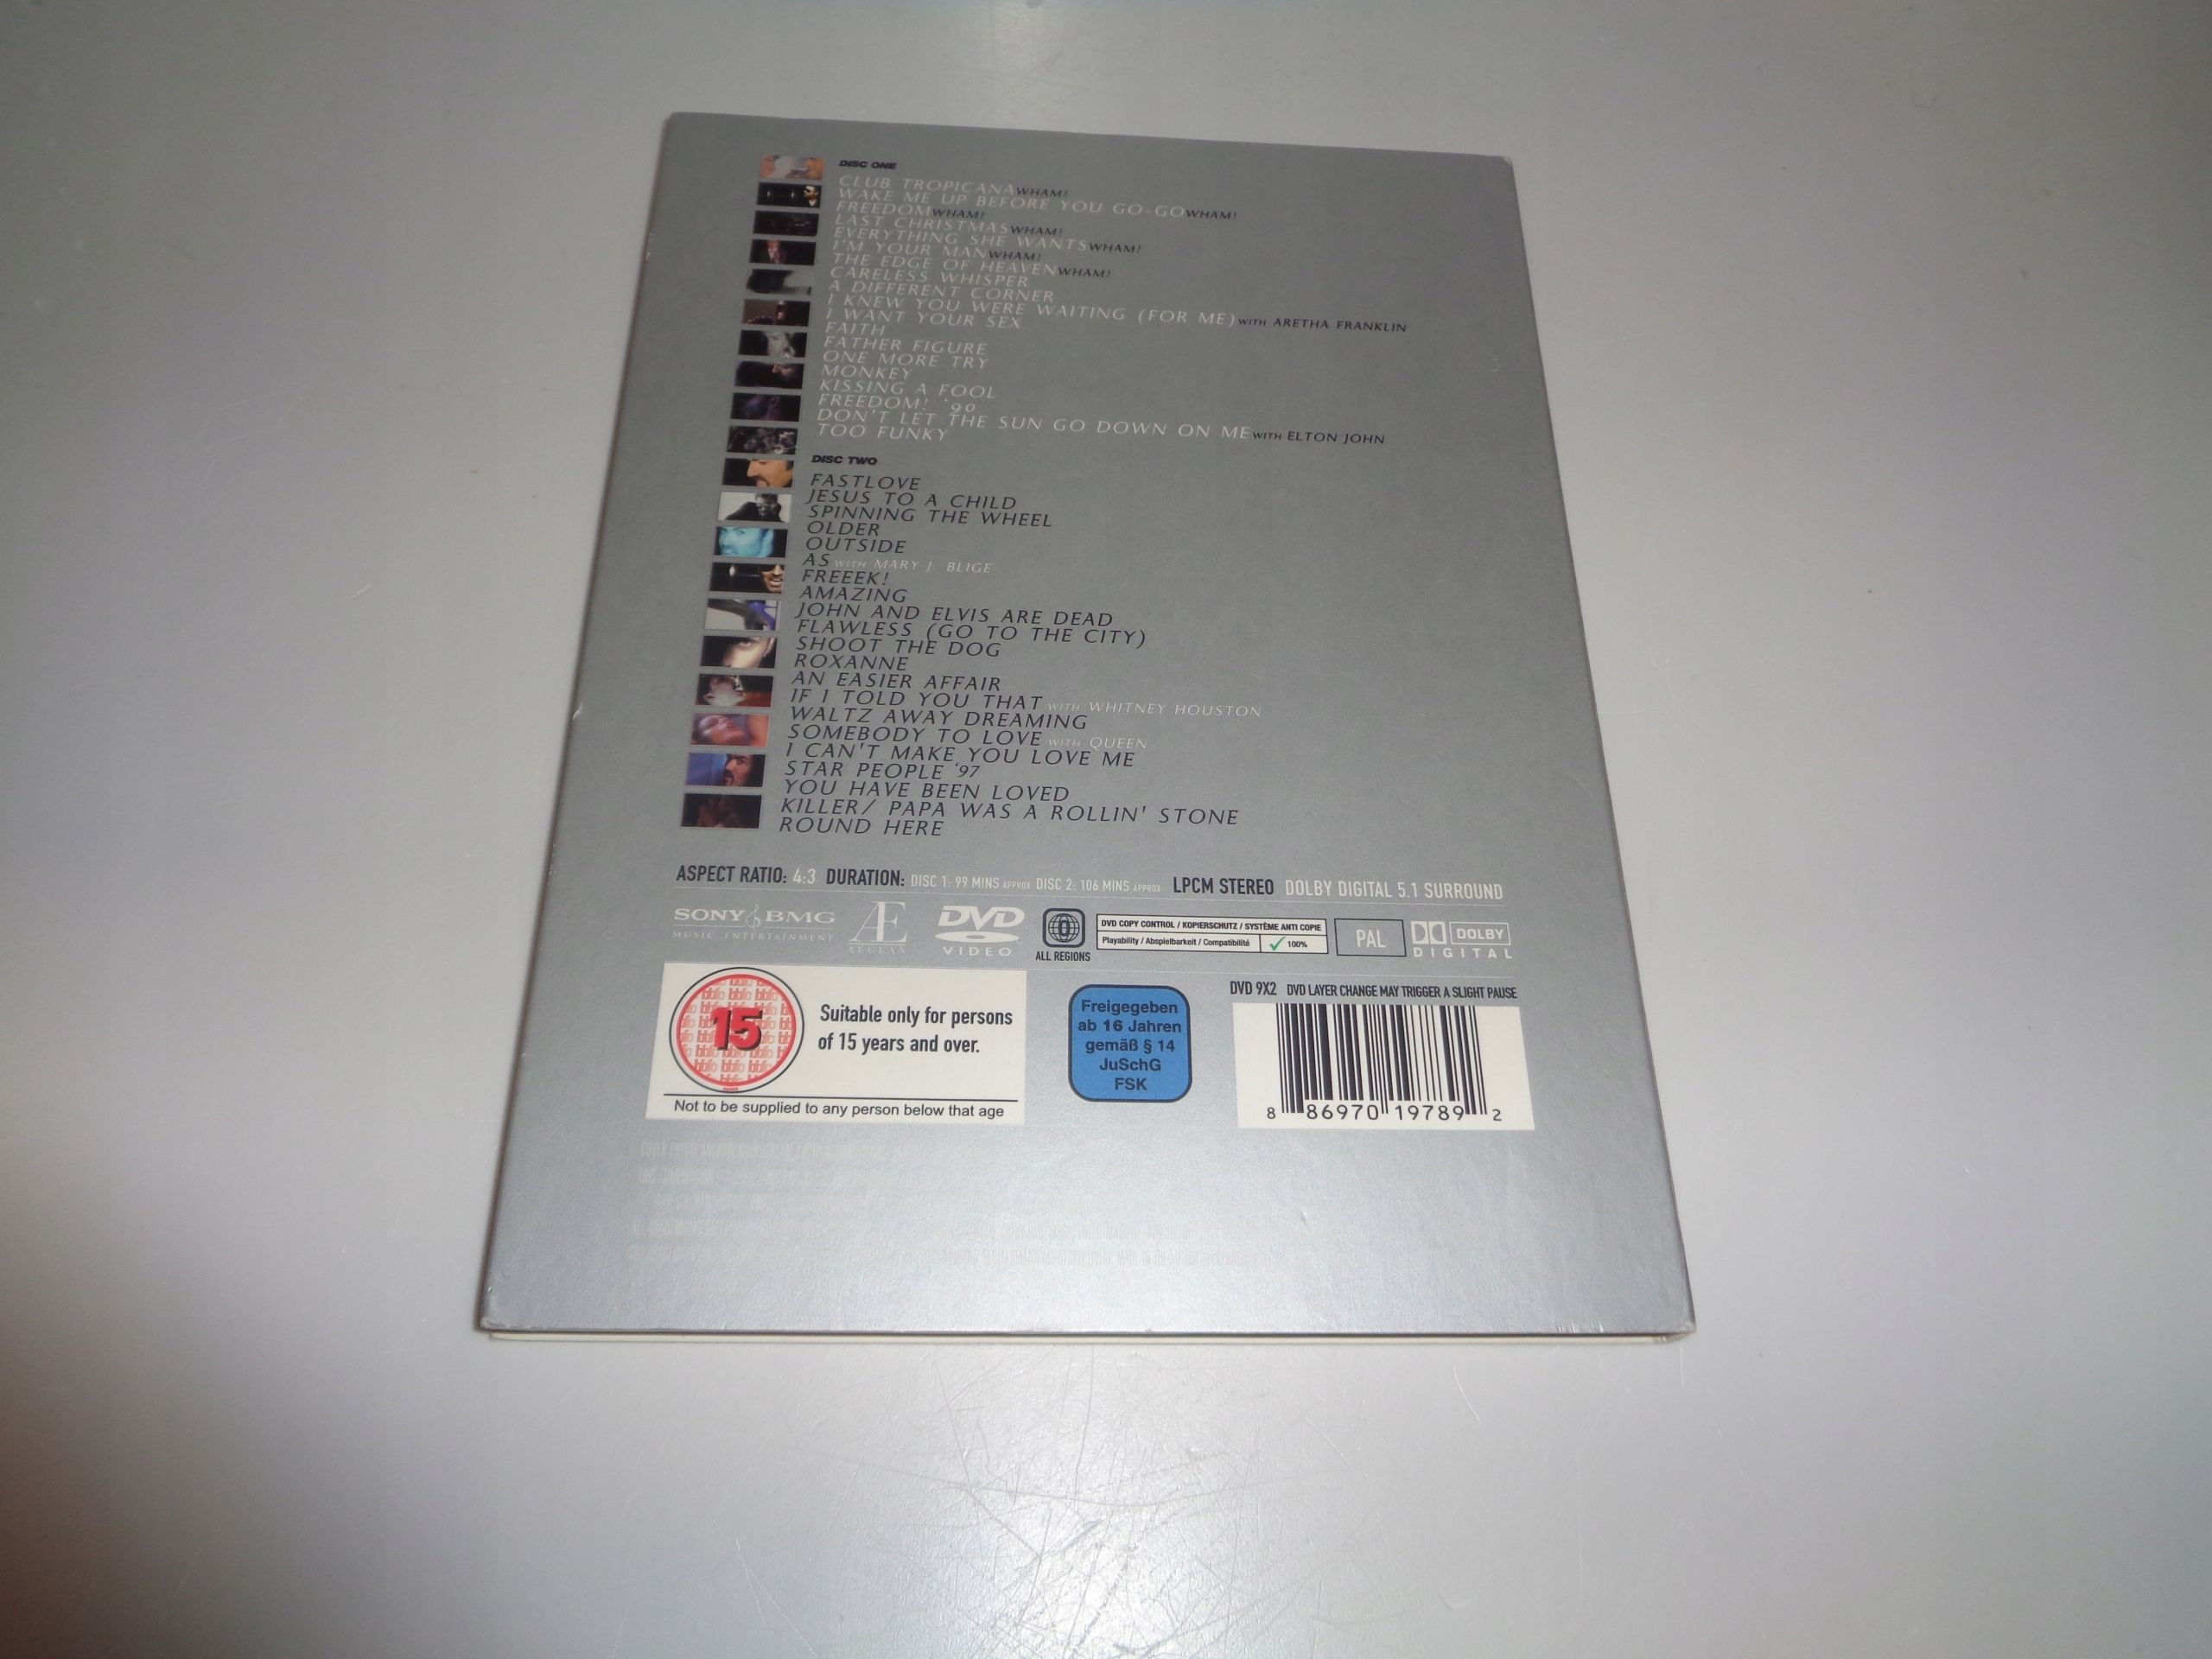 DISC ONE
CLUB TROPICANA WHAM!
WAKE ME UP BEFORE YOU GO-GO WHAM!
FREEDOM WHAM!
LAST CHRISTMAS WHAM!
EVERYTHING SHE WANTS WHAM!
I'M YOUR MAN WHAM!
THE EDGE OF HEAVEN WHAM!
CARELESS WHISPER
A DIFFERENT CORNER
I KNEW YOU WERE WAITING (FOR ME) WITH ARETHA FRANKLIN
I WANT YOUR SEX
FAITH
FATHER FIGURE
ONE MORE TRY
MONKEY
KISSING A FOOL
FREEDOM! '90
DON'T LET THE SUN GO DOWN ON ME WITH ELTON JOHN
TOO FUNKY
DISC TWO
FASTLOVE
JESUS TO A CHILD
SPINNING THE WHEEL
OLDER
OUTSIDE
AS WITH MARY J. BLIGE
FREEEK!
AMAZING
JOHN AND ELVIS ARE DEAD
FLAWLESS (GO TO THE CITY)
SHOOT THE DOG
ROXANNE
AN EASIER AFFAIR
IF I TOLD YOU THAT WITH WHITNEY HOUSTON
WALTZ AWAY DREAMING
SOMEBODY TO LOVE WITH QUEEN
I CAN'T MAKE YOU LOVE ME
STAR PEOPLE '97
YOU HAVE BEEN LOVED
KILLER/ PAPA WAS A ROLLIN' STONE
ROUND HERE
ASPECT RATIO: 4:3 DURATION: DISC 1: 99 MINS APPROX DISC 2: 106 MINS APPROX LPCM STEREO DOLBY DIGITAL 5.1 SURROUND
SONY BMG
MUSIC ENTERTAINMENT
Æ
AEGEAN
DVD
VIDEO
0
ALL REGIONS
DVD COPY CONTROL / KOPIERSCHUTZ / SYSTÈME ANTI COPIE
Playability / Abspielbarkeit / Compatibilité 100%
PAL
DOLBY
DIGITAL
15
Suitable only for persons
of 15 years and over.
Not to be supplied to any person below that age
Freigegeben
ab 16 Jahren
gemäß § 14
JuSchG
FSK
DVD 9X2 DVD LAYER CHANGE MAY TRIGGER A SLIGHT PAUSE
8 86970 19789 2